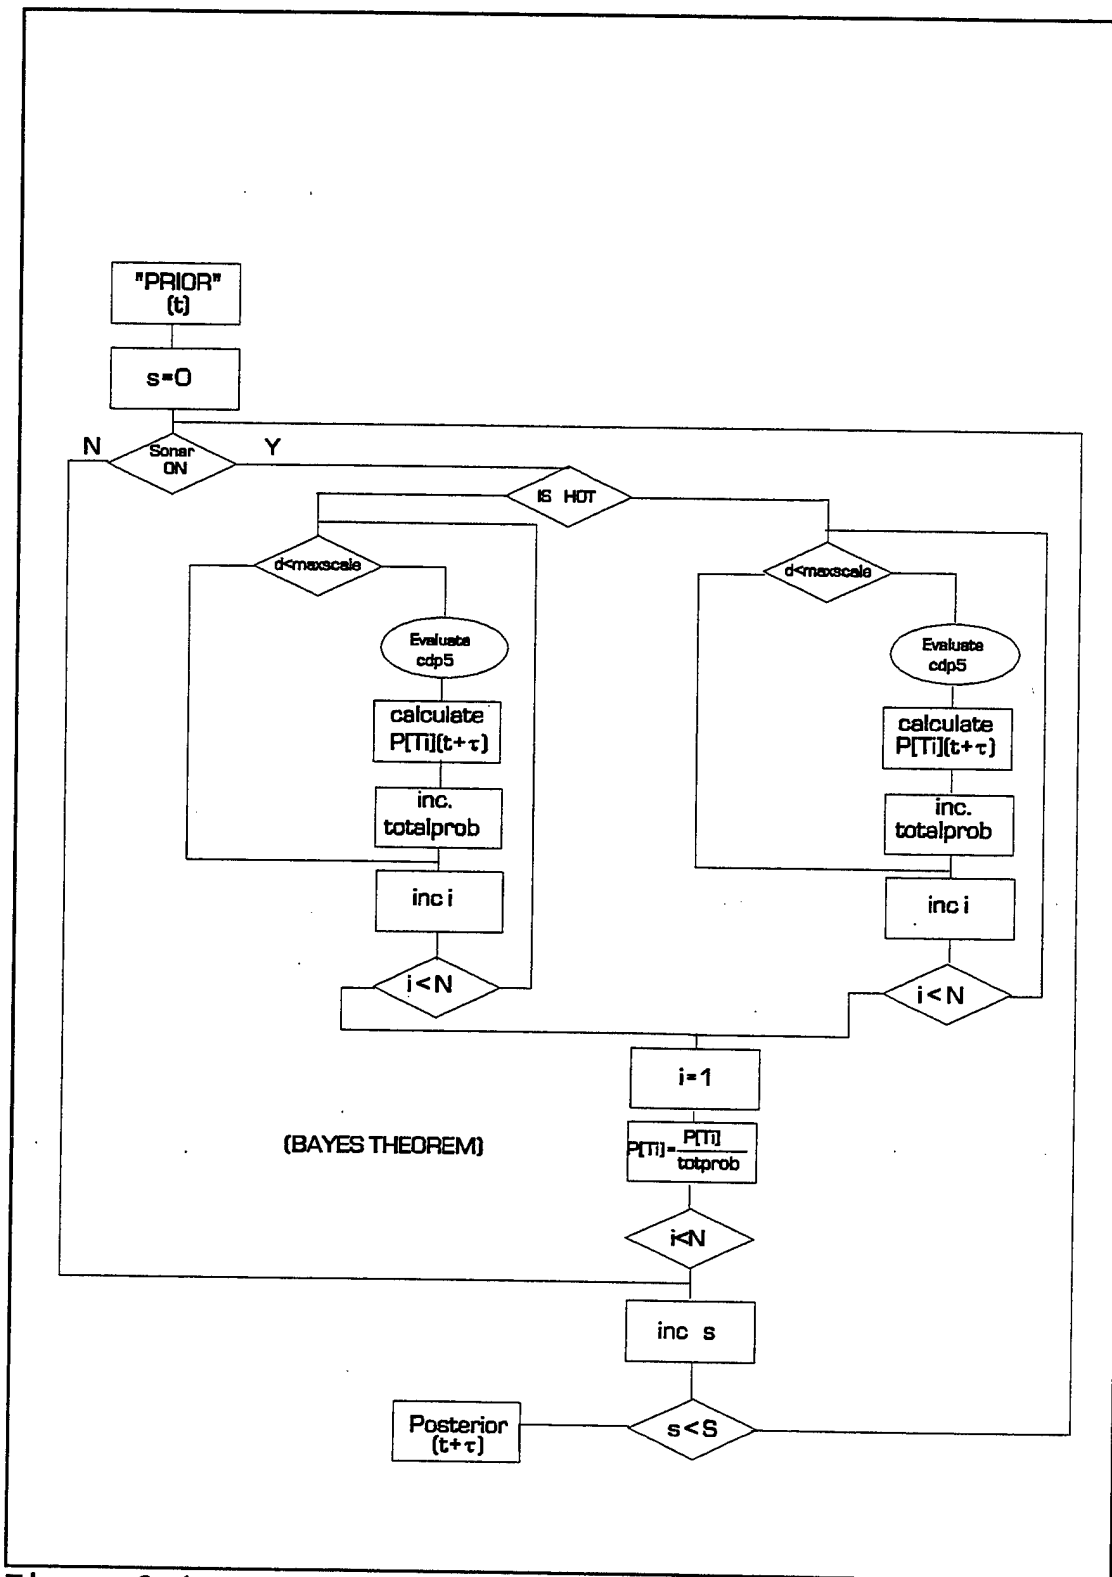 "PRIOR"
(t)
s=0
N
Sonar
ON
Y
IS HOT
d<maxscale
d<maxscale
Evaluate
cdp5
Evaluate
cdp5
calculate
P[Ti](t+τ)
calculate
P[Ti](t+τ)
inc.
totalprob
inc.
totalprob
inc i
inc i
i<N
i<N
i=1
(BAYES THEOREM)
P[Ti]=P[Ti]
totprob
i<N
inc s
Posterior
(t+τ)
s<S